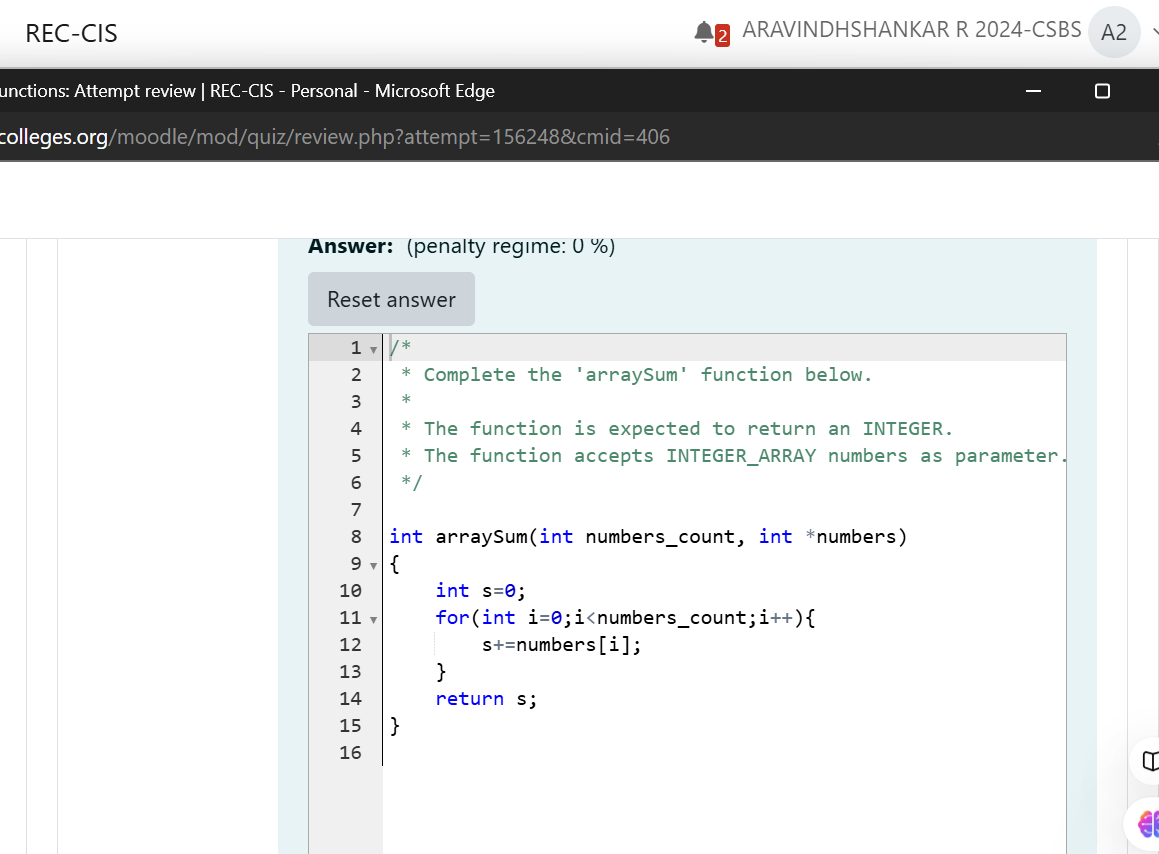 REC-CIS
2 ARAVINDHSHANKAR R 2024-CSBS A2
unctions: Attempt review | REC-CIS - Personal - Microsoft Edge
colleges.org/moodle/mod/quiz/review.php?attempt=156248&cmid=406
Answer: (penalty regime: 0 %)
Reset answer
1 /*
2  * Complete the 'arraySum' function below.
3  *
4  * The function is expected to return an INTEGER.
5  * The function accepts INTEGER_ARRAY numbers as parameter.
6  */
7
8 int arraySum(int numbers_count, int *numbers)
9 {
10     int s=0;
11     for(int i=0;i<numbers_count;i++){
12         s+=numbers[i];
13     }
14     return s;
15 }
16